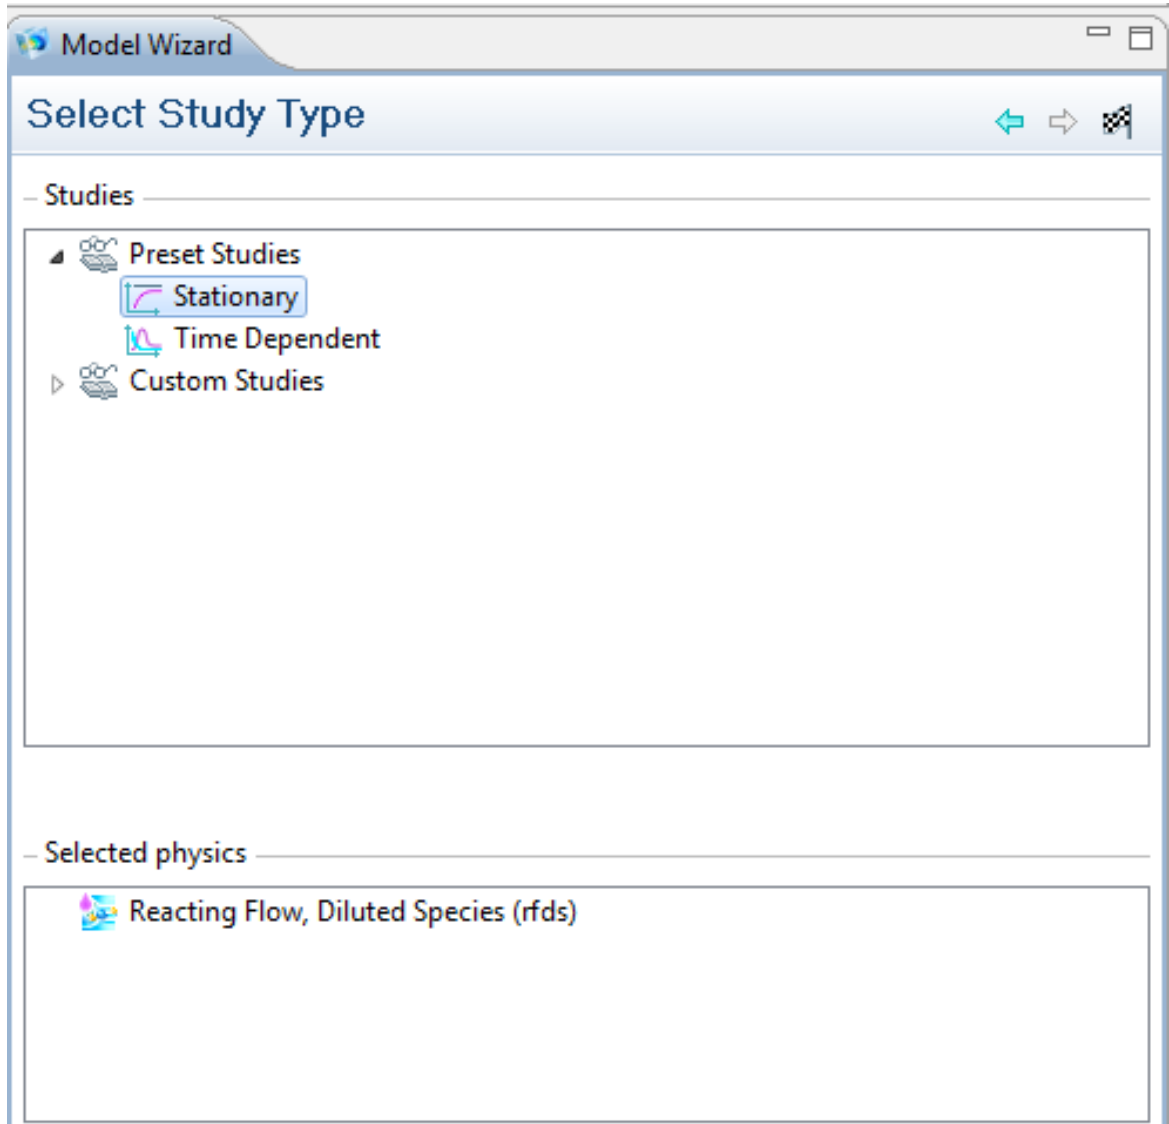 Model Wizard
Select Study Type
Studies
Preset Studies
Stationary
Time Dependent
Custom Studies
Selected physics
Reacting Flow, Diluted Species (rfds)